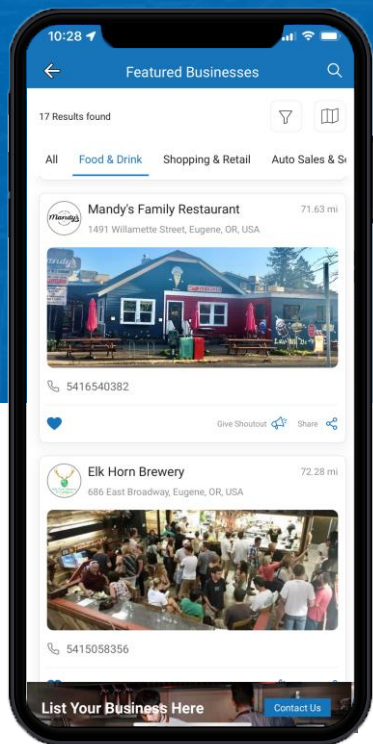 10:28
Featured Businesses
17 Results found
All Food & Drink Shopping & Retail Auto Sales & Se
Mandy's Family Restaurant 71.63 mi
Mandy's
1491 Willamette Street, Eugene, OR, USA
5416540382
Give Shoutout Share
Elk Horn Brewery 72.28 mi
686 East Broadway, Eugene, OR, USA
5415058356
List Your Business Here Contact Us